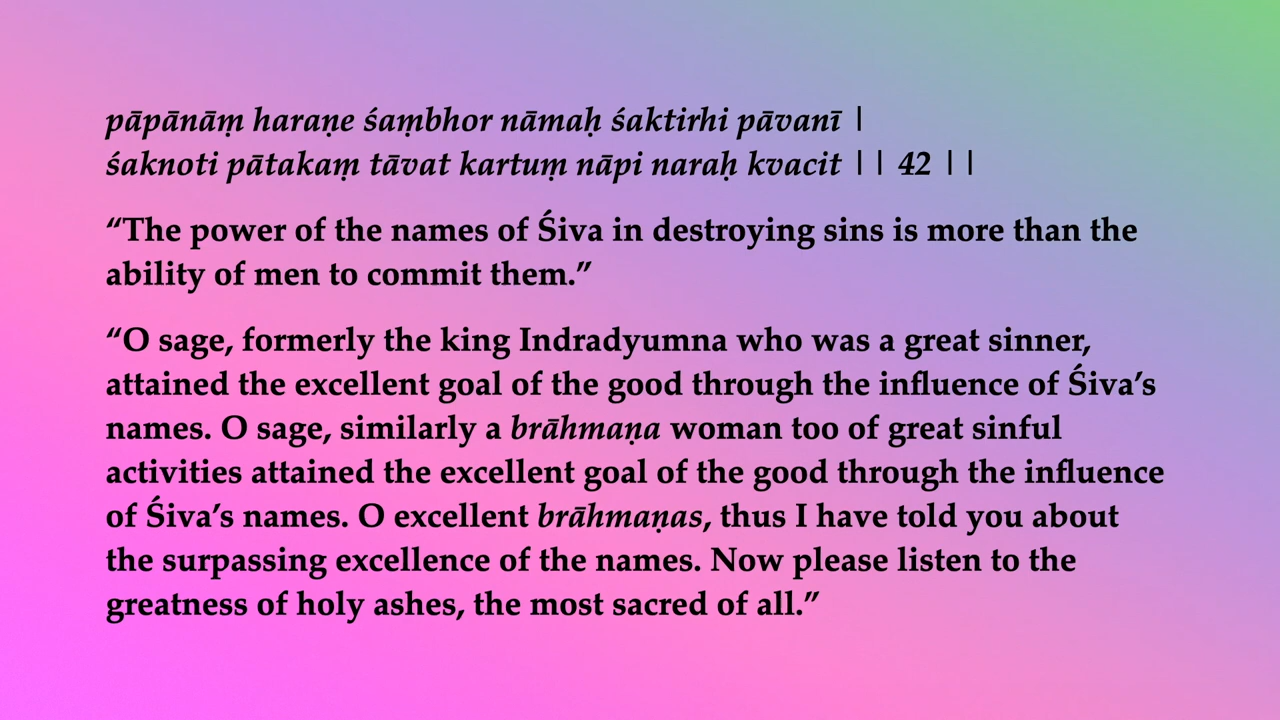 pāpānāṃ haraṇe śaṃbhor nāmaḥ śaktirhi pāvanī |
śaknoti pātakaṃ tāvat kartuṃ nāpi naraḥ kvacit || 42 ||
“The power of the names of Śiva in destroying sins is more than the
ability of men to commit them.”
“O sage, formerly the king Indradyumna who was a great sinner,
attained the excellent goal of the good through the influence of Śiva’s
names. O sage, similarly a brāhmaṇa woman too of great sinful
activities attained the excellent goal of the good through the influence
of Śiva’s names. O excellent brāhmaṇas, thus I have told you about
the surpassing excellence of the names. Now please listen to the
greatness of holy ashes, the most sacred of all.”